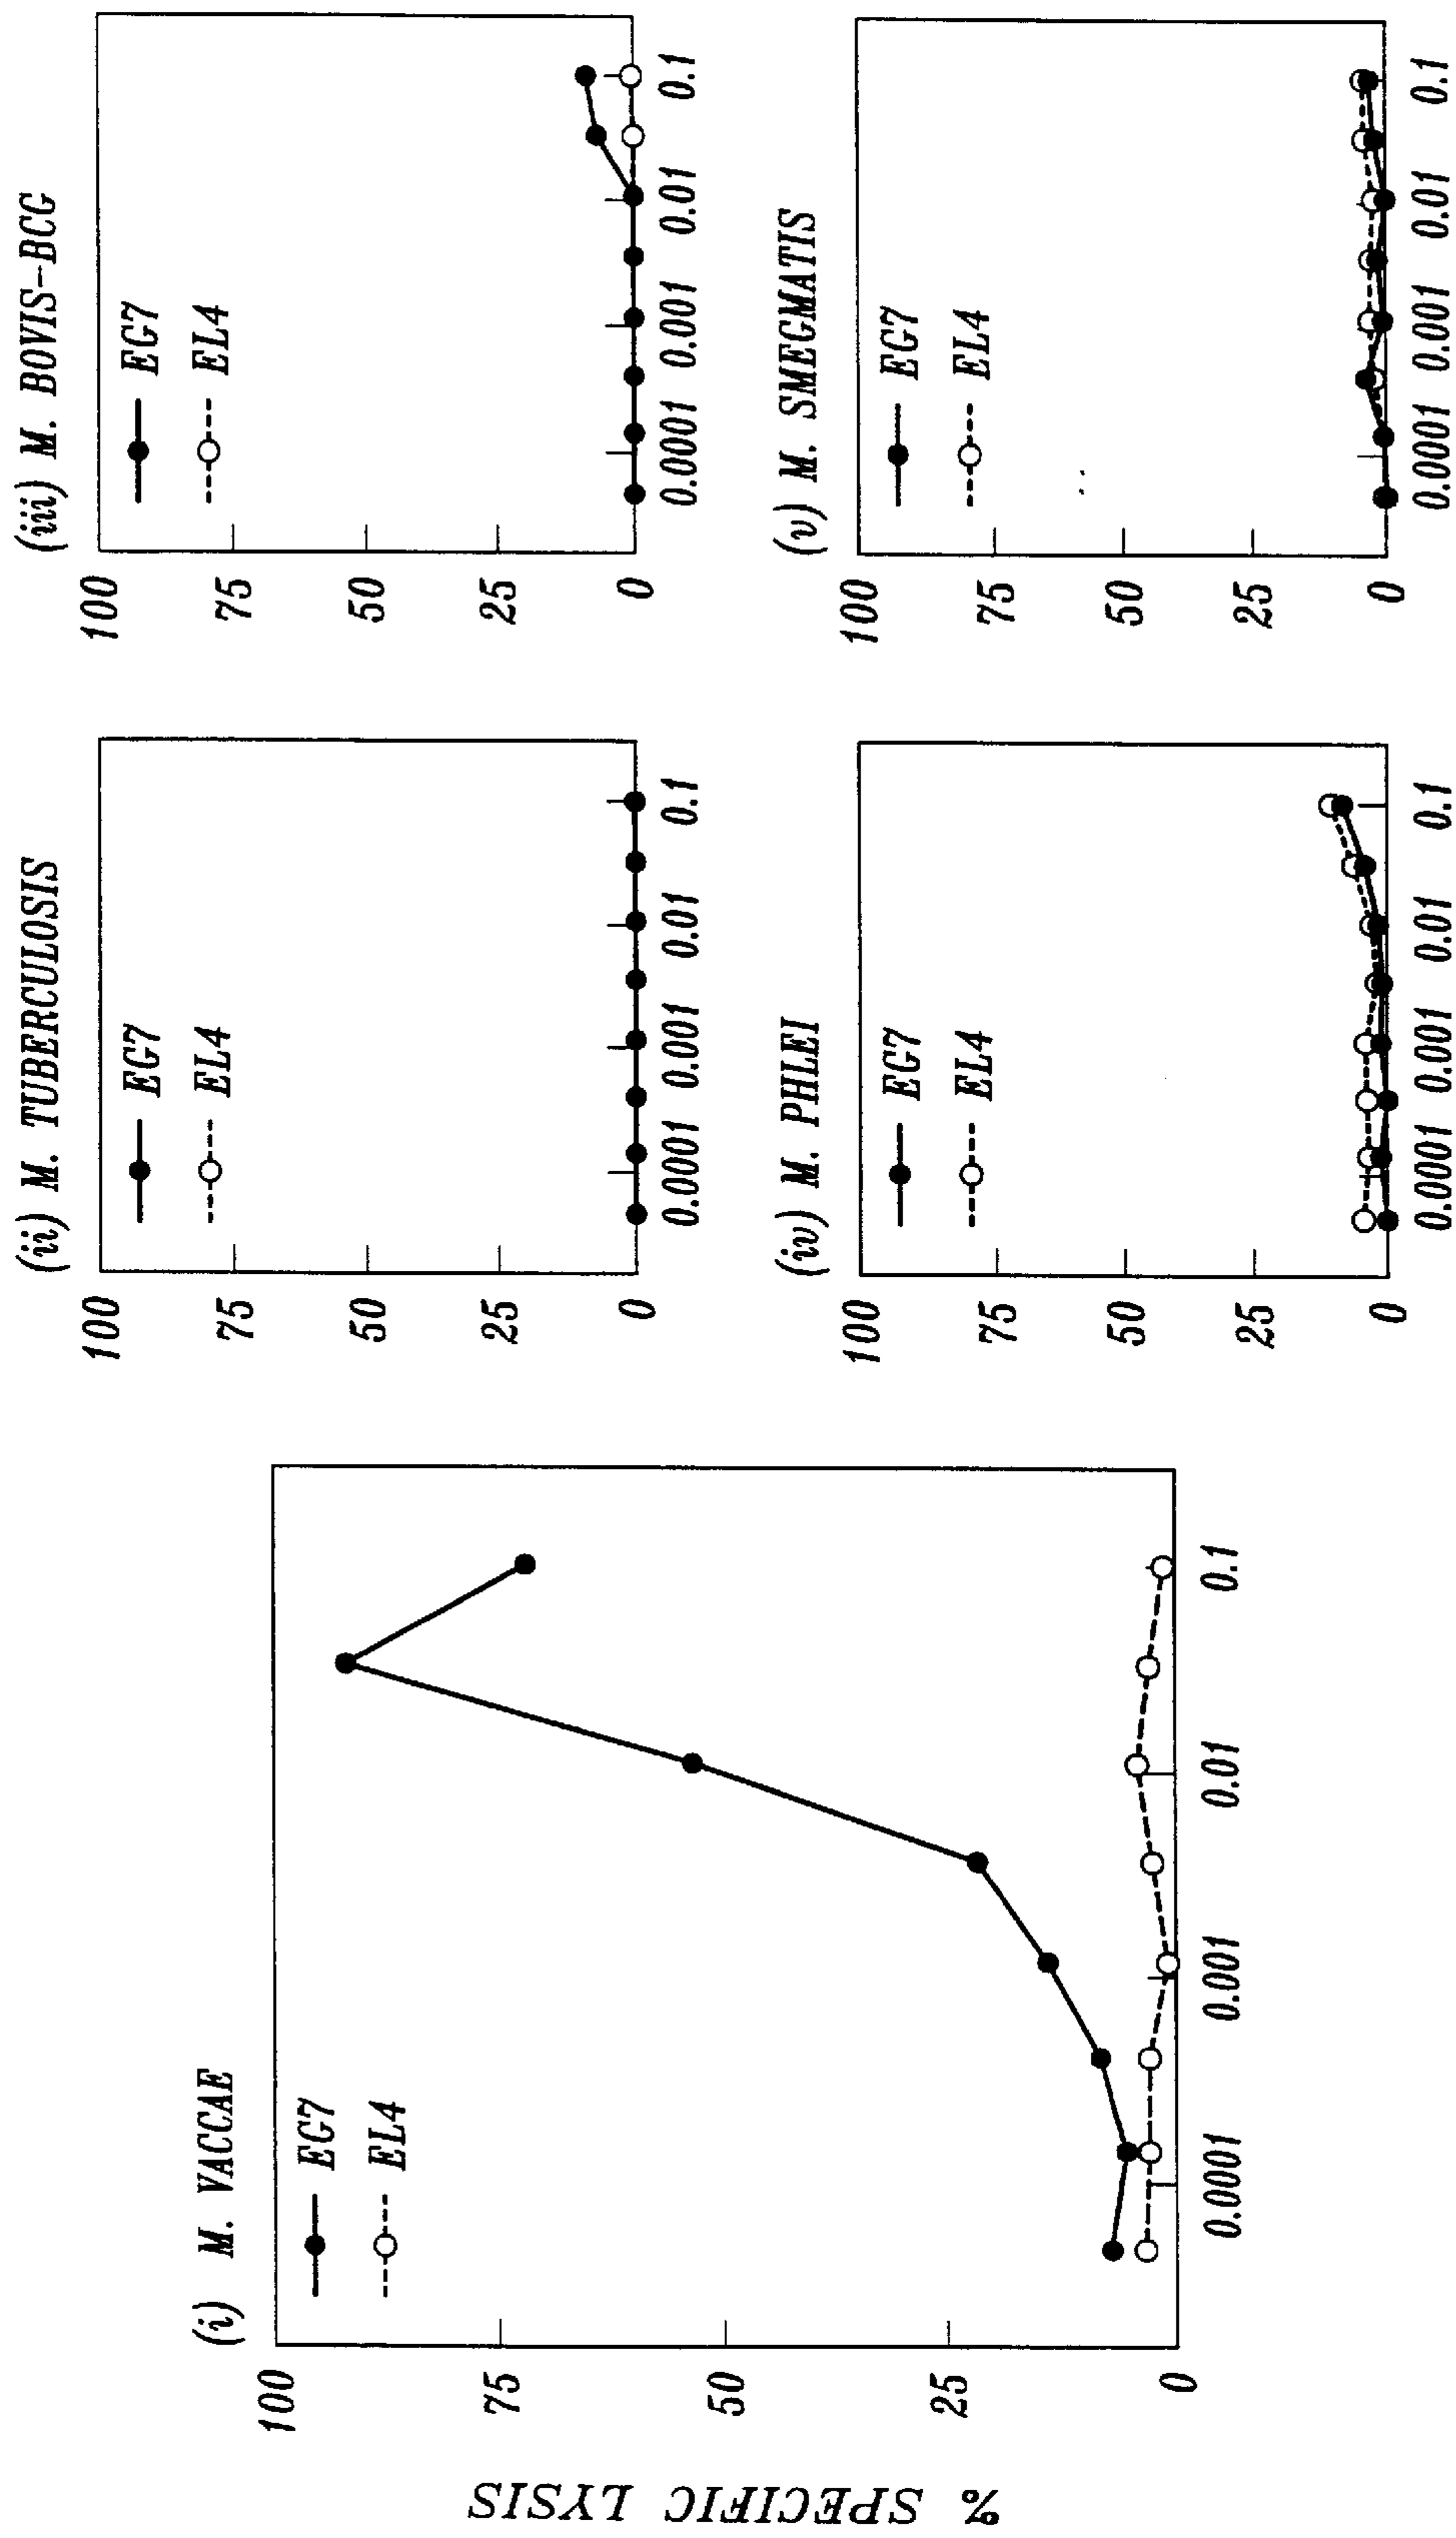 % SPECIFIC LYSIS
(i) M. VACCAE
EG7
EL4
100
75
50
25
0
0.0001 0.001 0.01 0.1
(ii) M. TUBERCULOSIS
EG7
EL4
100
75
50
25
0
0.0001 0.001 0.01 0.1
(iii) M. BOVIS-BCG
EG7
EL4
100
75
50
25
0
0.0001 0.001 0.01 0.1
(iv) M. PHLEI
EG7
EL4
100
75
50
25
0
0.0001 0.001 0.01 0.1
(v) M. SMEGMATIS
EG7
EL4
100
75
50
25
0
0.0001 0.001 0.01 0.1